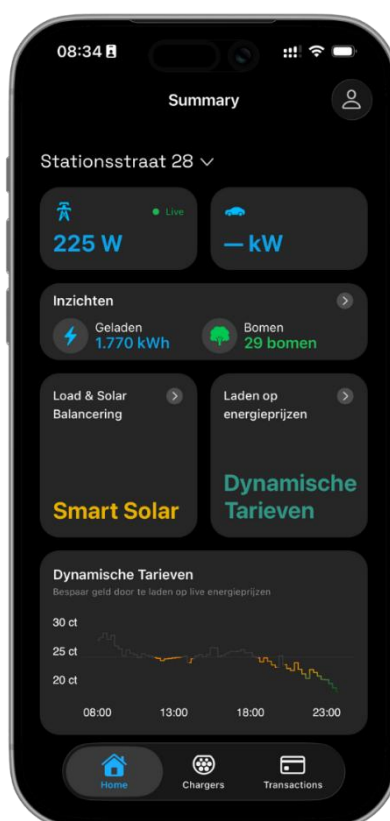 08:34
Summary
Stationsstraat 28
Live
225 W
— kW
Inzichten
Geladen
1.770 kWh
Bomen
29 bomen
Load & Solar
Balancering
Smart Solar
Laden op
energieprijzen
Dynamische
Tarieven
Dynamische Tarieven
Bespaar geld door te laden op live energieprijzen
30 ct
25 ct
20 ct
08:00 13:00 18:00 23:00
Home Chargers Transactions